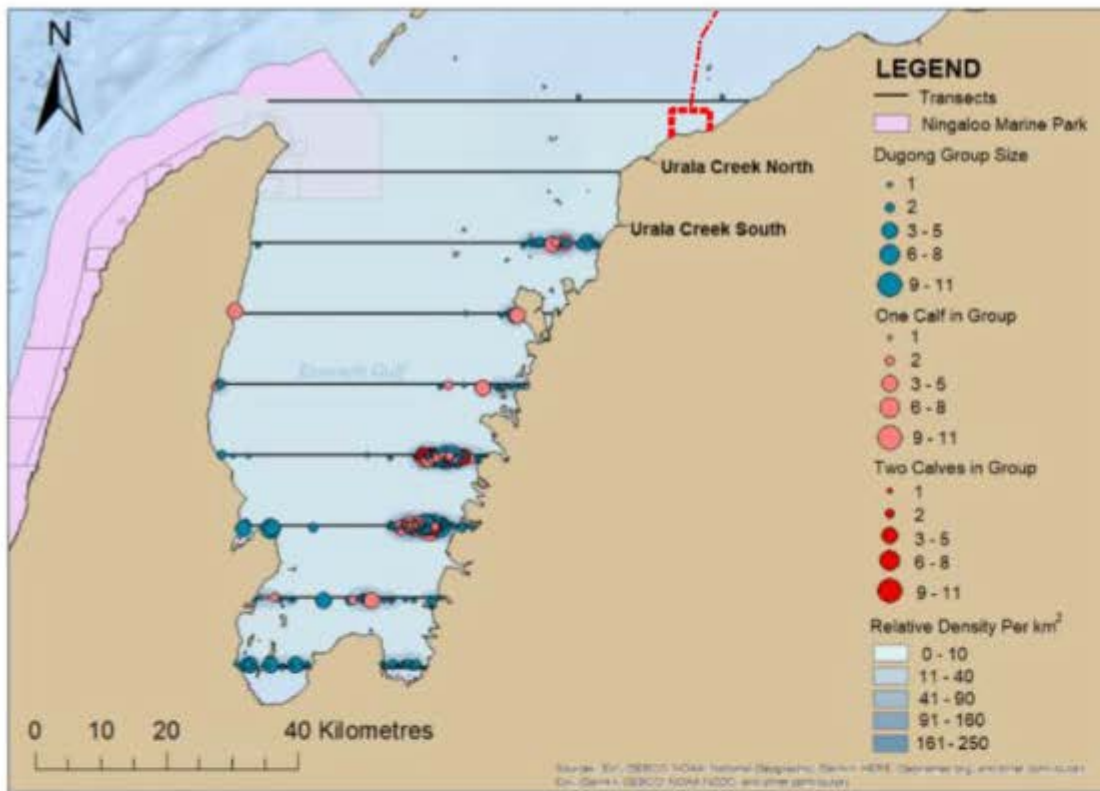 N
LEGEND
Transects
Ningaloo Marine Park
Dugong Group Size
1
2
3 - 5
6 - 8
9 - 11
One Calf in Group
1
2
3 - 5
6 - 8
9 - 11
Two Calves in Group
1
2
3 - 5
6 - 8
9 - 11
Relative Density Per km²
0 - 10
11 - 40
41 - 90
91 - 160
161 - 250
Urala Creek North
Urala Creek South
Exmouth Gulf
0 10 20 40 Kilometres